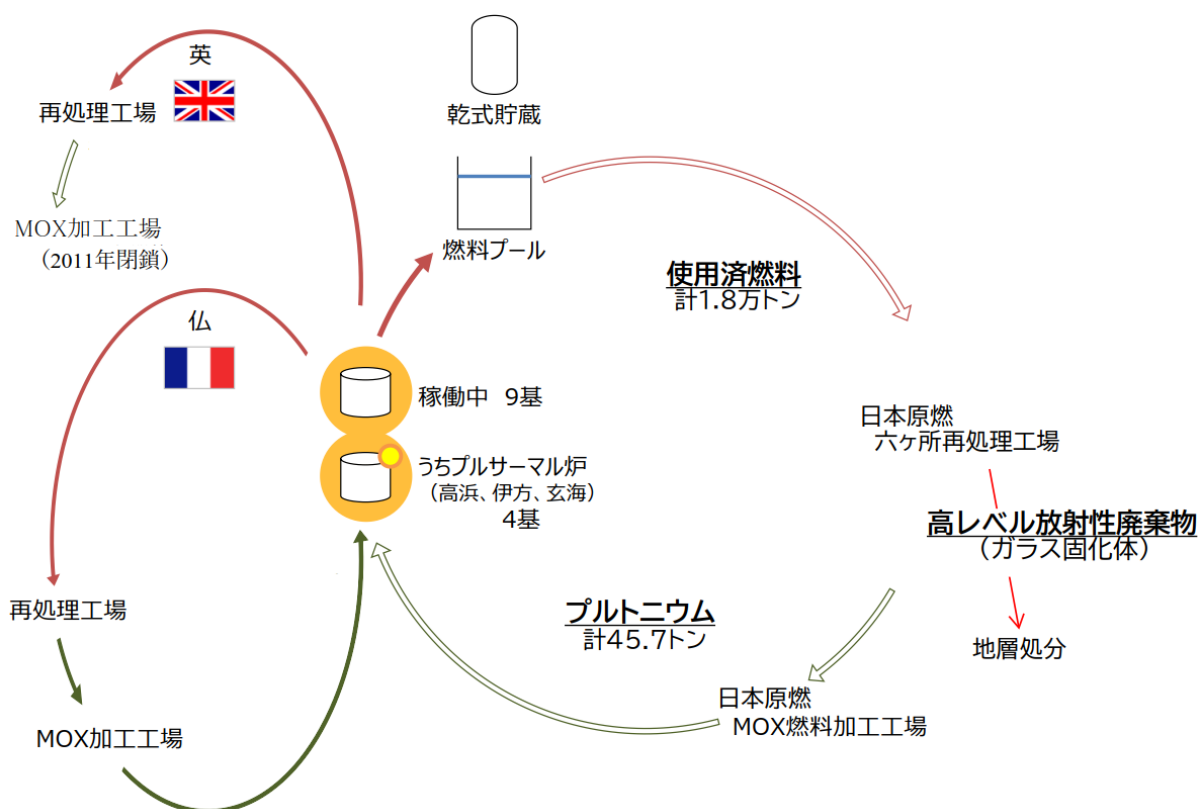 英
再処理工場
MOX加工工場
（2011年閉鎖）
乾式貯蔵
燃料プール
使用済燃料
計1.8万トン
仏
稼働中 9基
うちプルサーマル炉
（高浜、伊方、玄海）
4基
日本原燃
六ヶ所再処理工場
高レベル放射性廃棄物
（ガラス固化体）
地層処分
プルトニウム
計45.7トン
日本原燃
MOX燃料加工工場
再処理工場
MOX加工工場